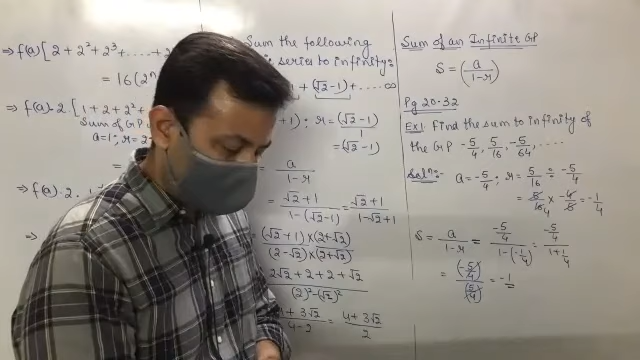 ⇒ f(a)[2+2²+2³+......+2
= 16(2ⁿ
⇒ f(a)·2[1+2+2²+
Sum of GP
a=1; r=2
=
⇒ f(a)·2·
⇒
Sum the following
series to infinity:
1 + (√2-1) + .....∞
+1) ; r = (√2-1)/1
= (√2-1)
= a/(1-r)
= (√2+1)/(1-(√2-1)) = (√2+1)/(1-√2+1)
= (√2+1)×(2+√2)/(2-√2)×(2+√2)
2√2+2+2+√2/(2)²-(√2)²
4+3√2/4-2 = (4+3√2)/2
Sum of an Infinite GP
S = (a/(1-r))
Pg 20.32
Ex1. Find the sum to infinity of
the GP -5/4, 5/16, -5/64, ....
Solⁿ:- a = -5/4 ; r = 5/16 ÷ -5/4
= 5/16 × -4/5 = -1/4
S = a/(1-r) = (-5/4)/(1-(-1/4)) = (-5/4)/(1+1/4)
= (-5/4)/(5/4) = -1